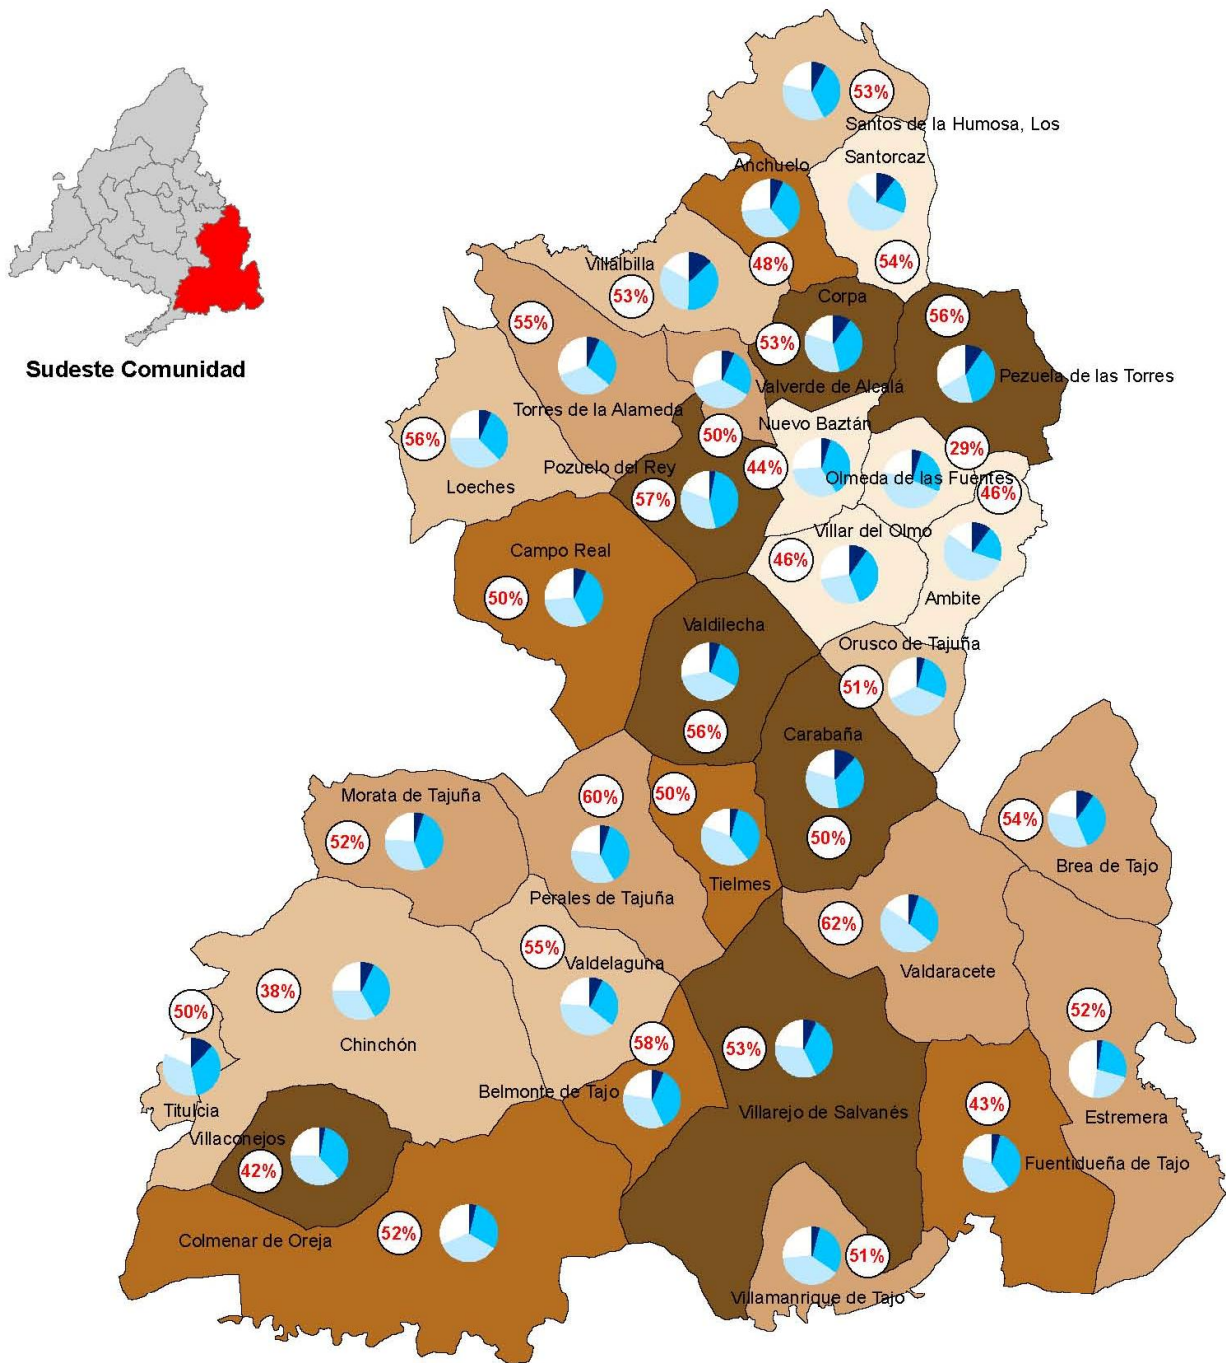 53%
Santos de la Humosa, Los
Anchuelo
Santorcaz
48%
54%
Villalbilla
53%
Corpa
56%
55%
53%
Sudeste Comunidad
Pezuela de las Torres
Valverde de Alcalá
Torres de la Alameda
Nuevo Baztán
50%
56%
29%
44%
Pozuelo del Rey
Olmeda de las Fuentes
Loeches
57%
46%
Villar del Olmo
Campo Real
46%
50%
Ambite
Valdilecha
Orusco de Tajuña
51%
56%
Carabaña
Morata de Tajuña
60%
50%
54%
52%
50%
Brea de Tajo
Tielmes
Perales de Tajuña
62%
55%
Valdelaguna
Valdaracete
38%
50%
52%
Chinchón
58%
53%
Belmonte de Tajo
Titulcia
Villarejo de Salvanés
43%
Estremera
Villaconejos
42%
Fuentidueña de Tajo
52%
Colmenar de Oreja
51%
Villamanrique de Tajo